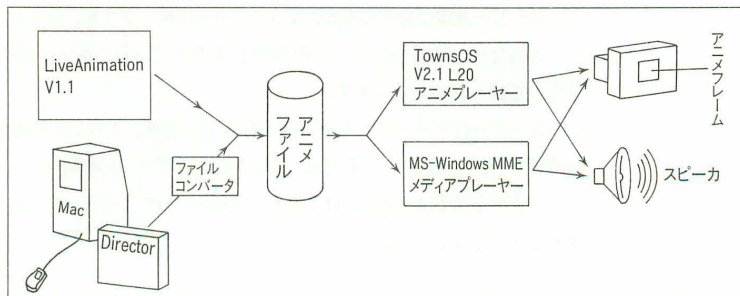 LiveAnimation
V1.1
Mac
Director
ファイル
コンバータ
アニメ
ファイル
TownsOS
V2.1 L20
アニメプレーヤー
MS-Windows MME
メディアプレーヤー
アニメフレーム
スピーカ